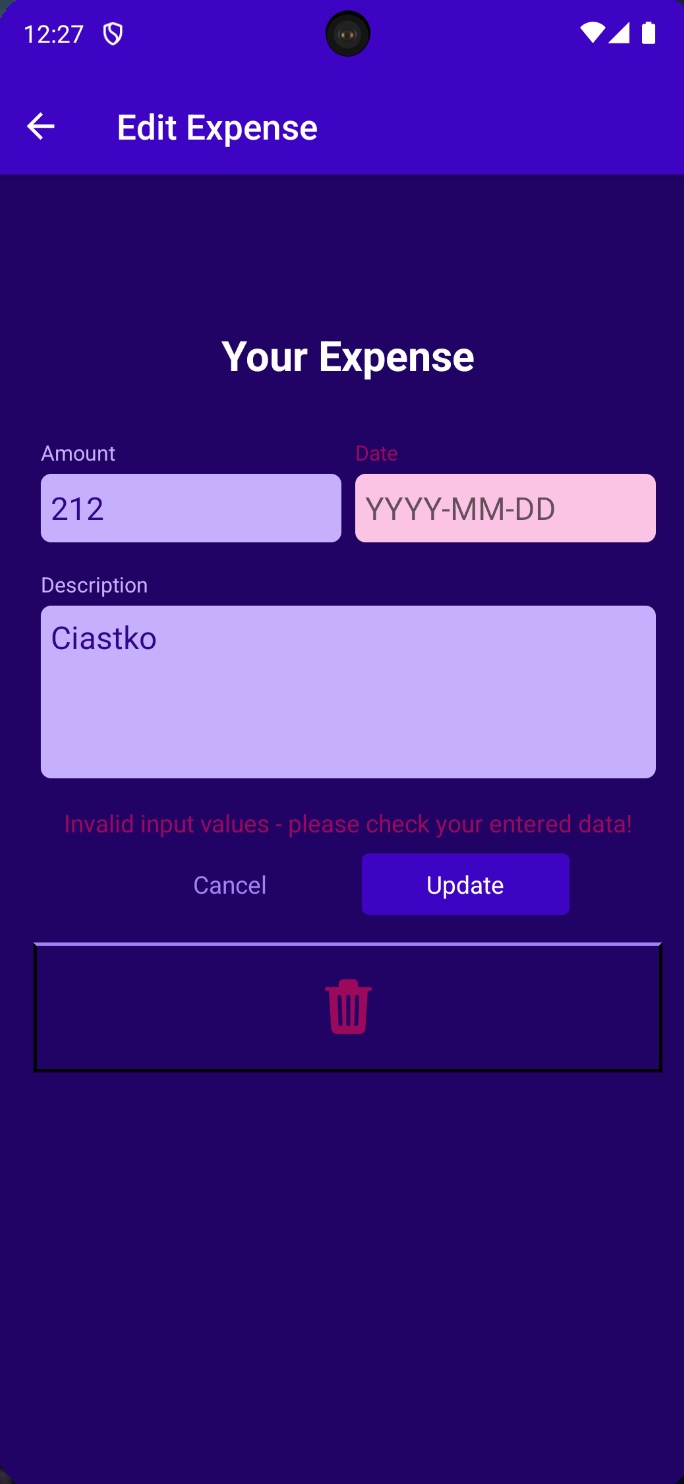 12:27
Edit Expense
Your Expense
Amount
Date
212
YYYY-MM-DD
Description
Ciastko
Invalid input values - please check your entered data!
Cancel
Update